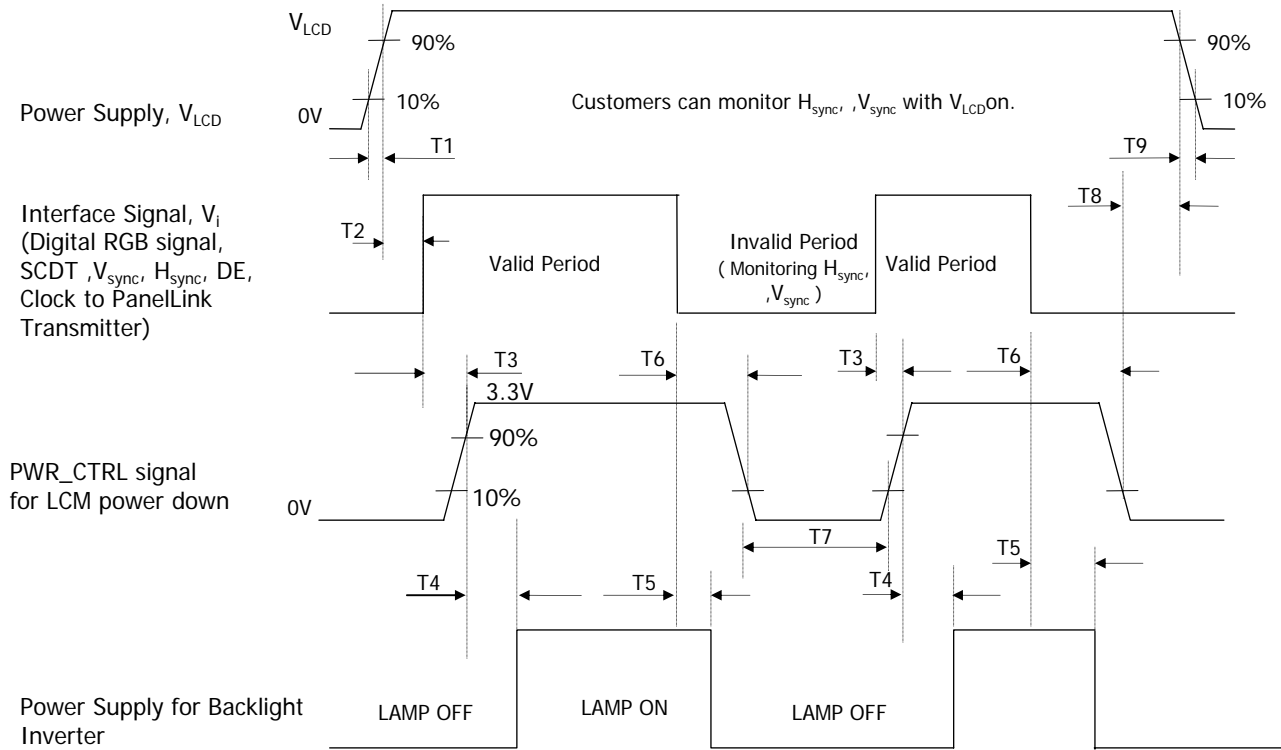 V_LCD
90%
90%
10%
10%
Power Supply, V_LCD
0V
Customers can monitor H_sync, ,V_sync with V_LCDon.
T1
T9
T8
Interface Signal, V_i
(Digital RGB signal,
SCDT ,V_sync, H_sync, DE,
Clock to PanelLink
Transmitter)
T2
Valid Period
Invalid Period
( Monitoring H_sync,
,V_sync )
Valid Period
T3
T6
T3
T6
3.3V
90%
10%
PWR_CTRL signal
for LCM power down
0V
T7
T5
T4
T5
T4
Power Supply for Backlight
Inverter
LAMP OFF
LAMP ON
LAMP OFF